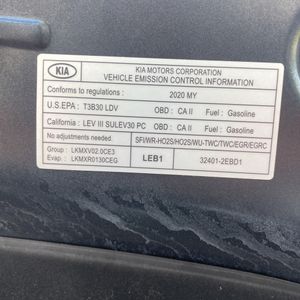 KIA
KIA MOTORS CORPORATION
VEHICLE EMISSION CONTROL INFORMATION
Conforms to regulations : 2020 MY
U.S.EPA : T3B30 LDV OBD : CA II Fuel : Gasoline
California : LEV III SULEV30 PC OBD : CA II Fuel : Gasoline
No adjustments needed. SFI/WR-HO2S/HO2S/WU-TWC/TWC/EGR/EGRC
Group : LKMXV02.0CE3
Evap. : LKMXR0130CEG LEB1 32401-2EBD1